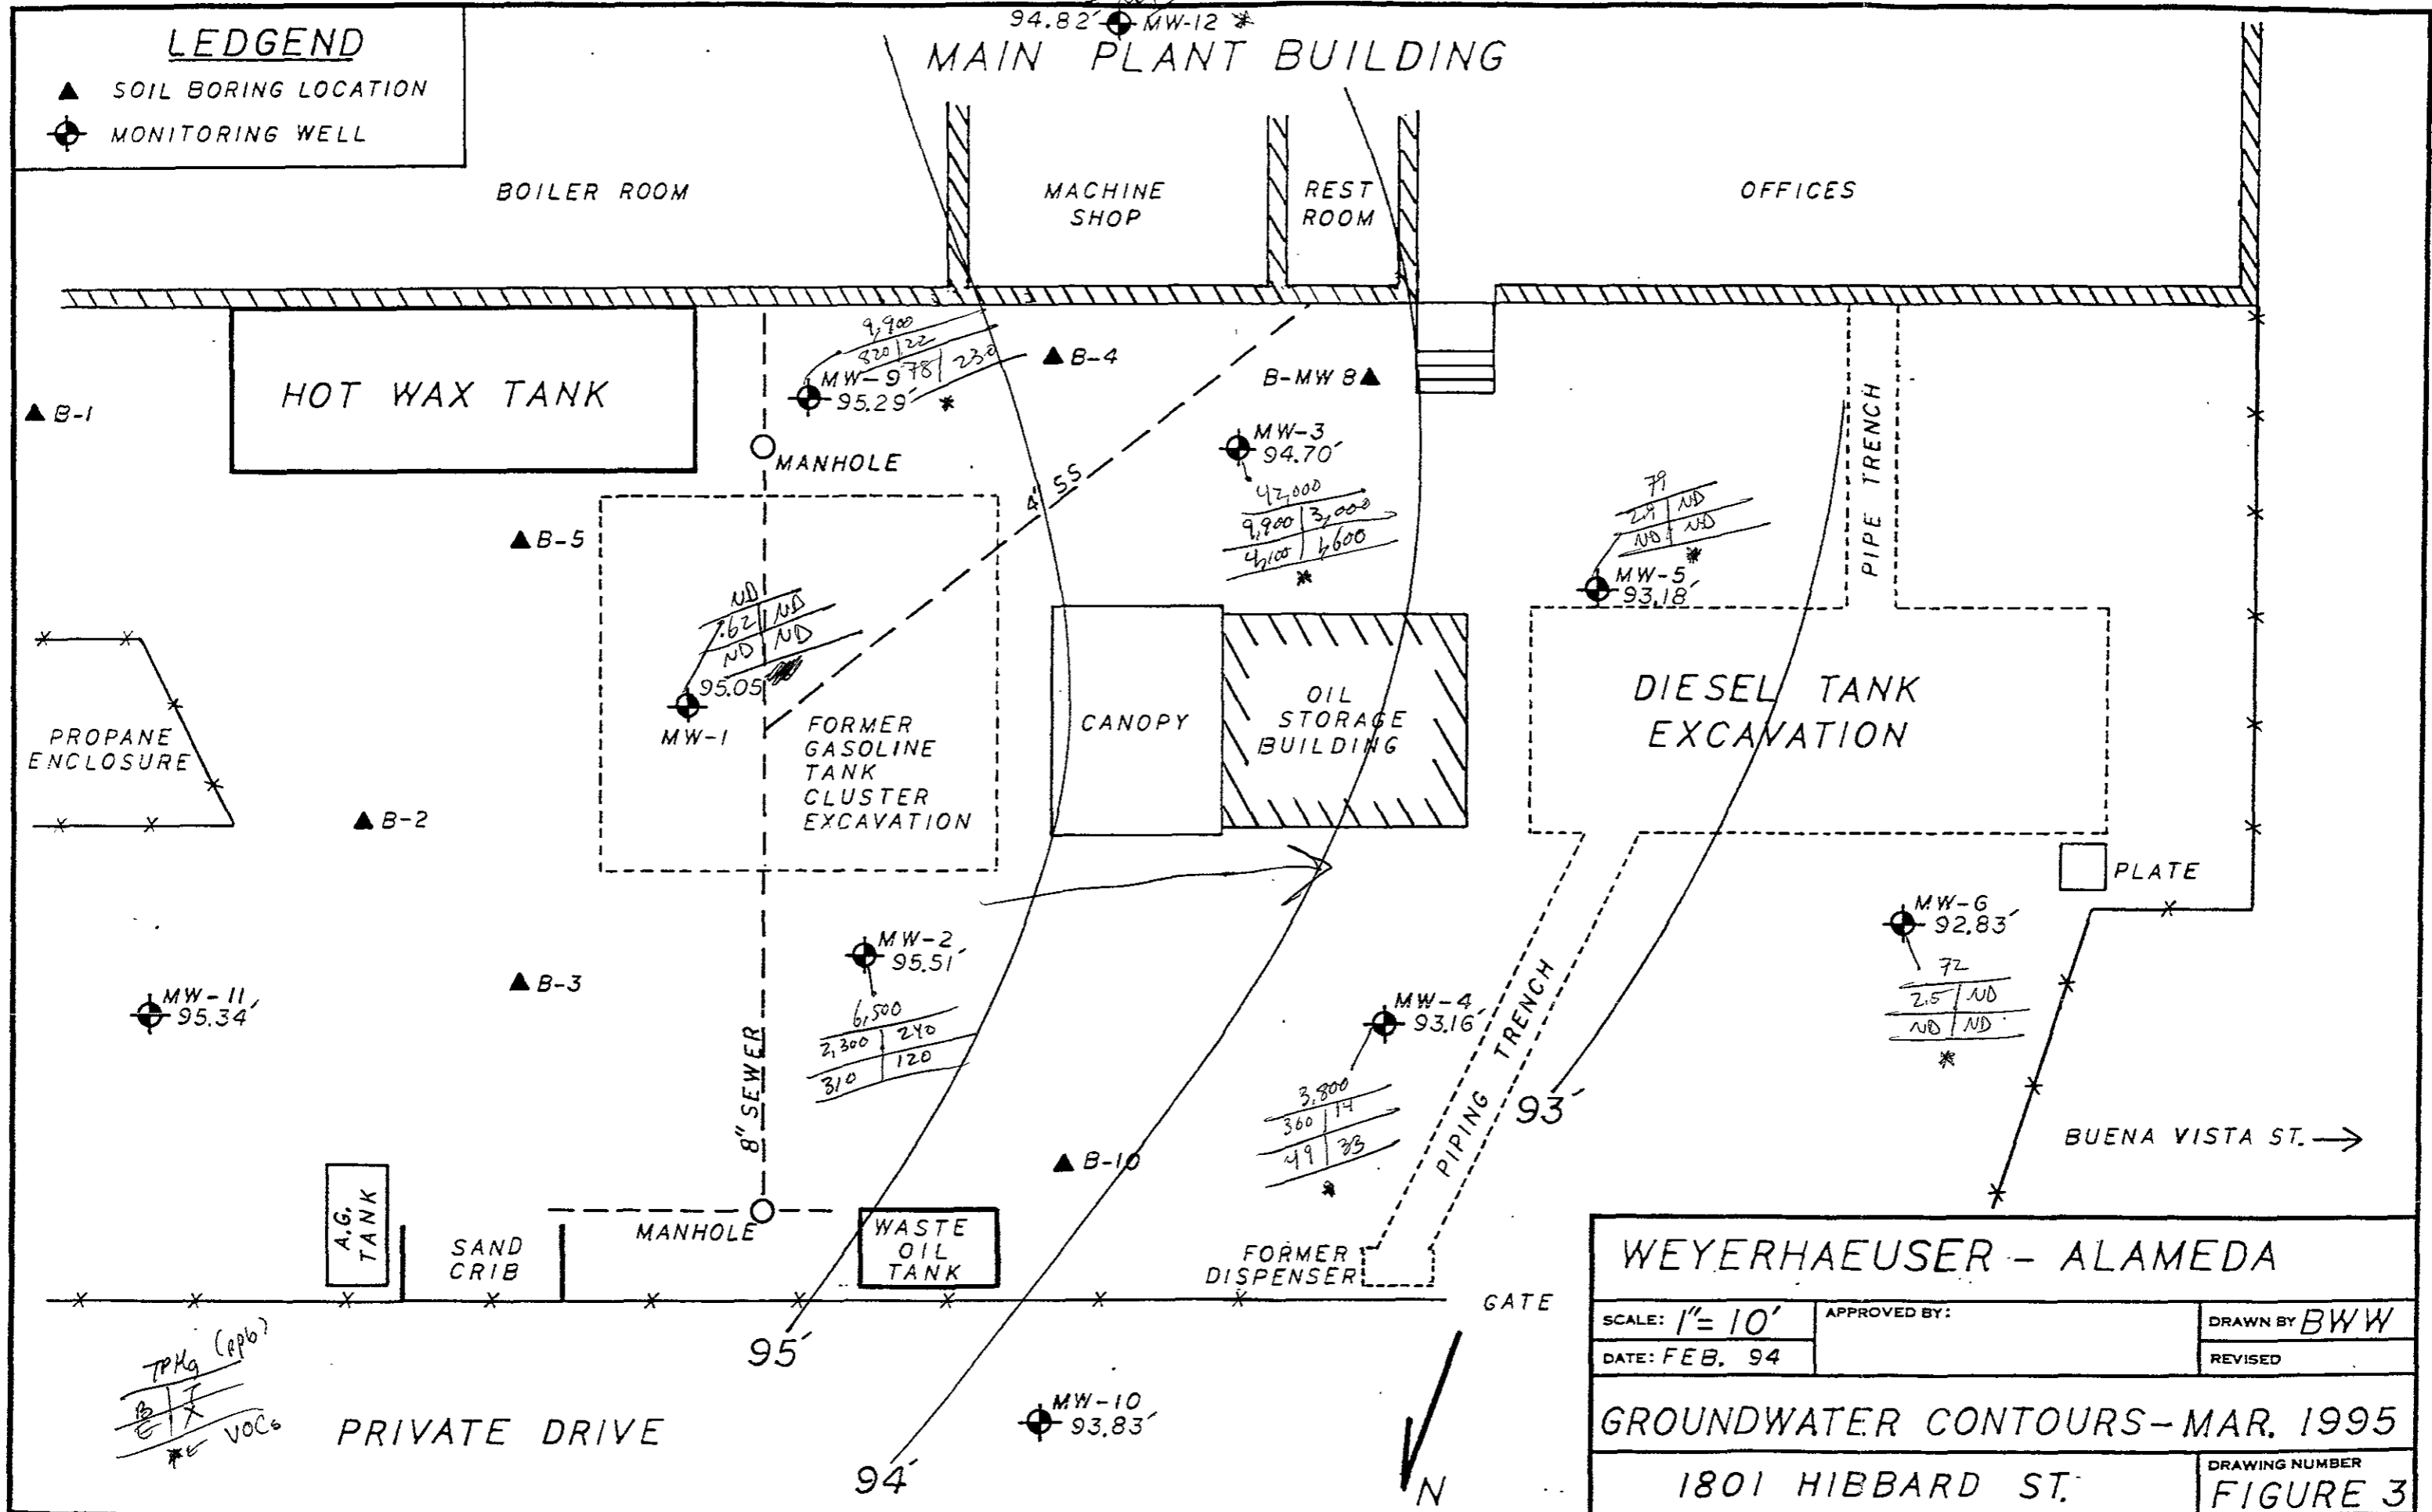 94.82´ MW-12 *
MAIN PLANT BUILDING
LEDGEND
▲ SOIL BORING LOCATION
MONITORING WELL
BOILER ROOM
MACHINE
SHOP
REST
ROOM
OFFICES
HOT WAX TANK
▲ B-1
9,900
820 | 22
78 | 230
*
MW-9
95.29´
▲ B-4
B-MW 8 ▲
MANHOLE
MW-3
94.70´
42,000
9,900 | 3,000
4,100 | 1,600
*
4" SS
79
2.9 | ND
ND | ND
*
MW-5
93.18´
PIPE TRENCH
▲ B-5
ND
.62 | ND
ND | ND
95.05
MW-1
FORMER
GASOLINE
TANK
CLUSTER
EXCAVATION
CANOPY
OIL
STORAGE
BUILDING
DIESEL TANK
EXCAVATION
PROPANE
ENCLOSURE
▲ B-2
PLATE
MW-2
95.51´
6,500
2,300 | 240
310 | 120
MW-6
92.83´
72
2.5 | ND
ND | ND
*
▲ B-3
MW-11
95.34´
8" SEWER
MW-4
93.16´
3,800
360 | 14
49 | 33
*
PIPING TRENCH
93´
BUENA VISTA ST. →
▲ B-10
A.G.
TANK
SAND
CRIB
MANHOLE
WASTE
OIL
TANK
FORMER
DISPENSER
GATE
95´
TPHg (ppb)
B | T
E | X
* ← VOCs
PRIVATE DRIVE
94´
MW-10
93.83´
N
WEYERHAEUSER - ALAMEDA
SCALE: 1"= 10' APPROVED BY: DRAWN BY BWW
DATE: FEB. 94 REVISED
GROUNDWATER CONTOURS-MAR. 1995
1801 HIBBARD ST.
DRAWING NUMBER
FIGURE 3